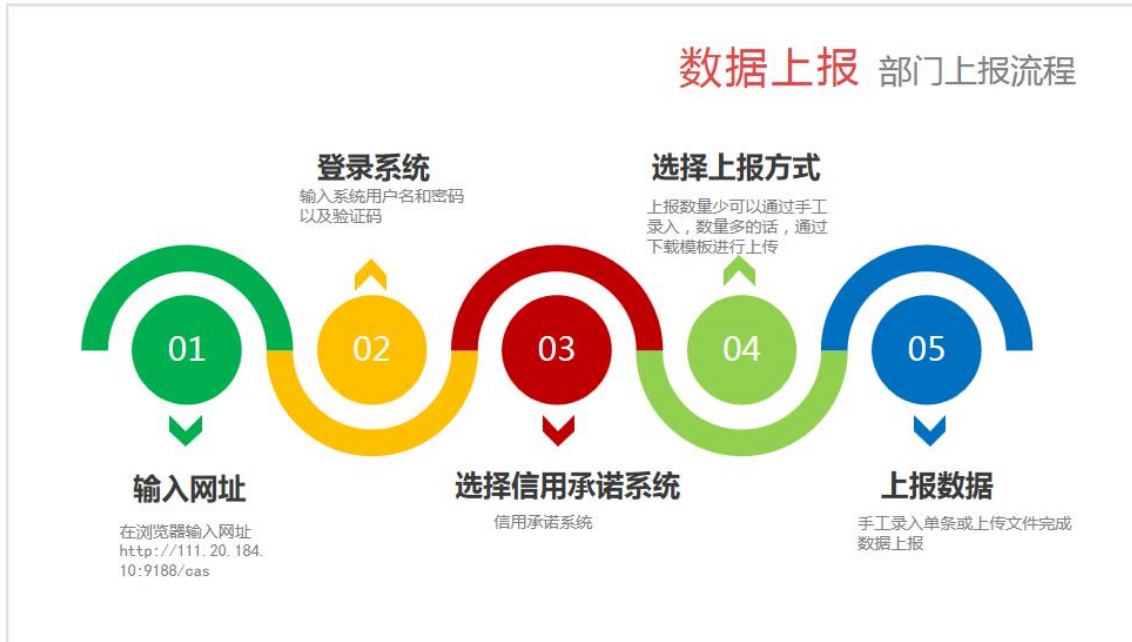 数据上报 部门上报流程
01
输入网址
在浏览器输入网址
http://111.20.184.
10:9188/cas
02
登录系统
输入系统用户名和密码
以及验证码
03
选择信用承诺系统
信用承诺系统
04
选择上报方式
上报数量少可以通过手工
录入，数量多的话，通过
下载模板进行上传
05
上报数据
手工录入单条或上传文件完成
数据上报